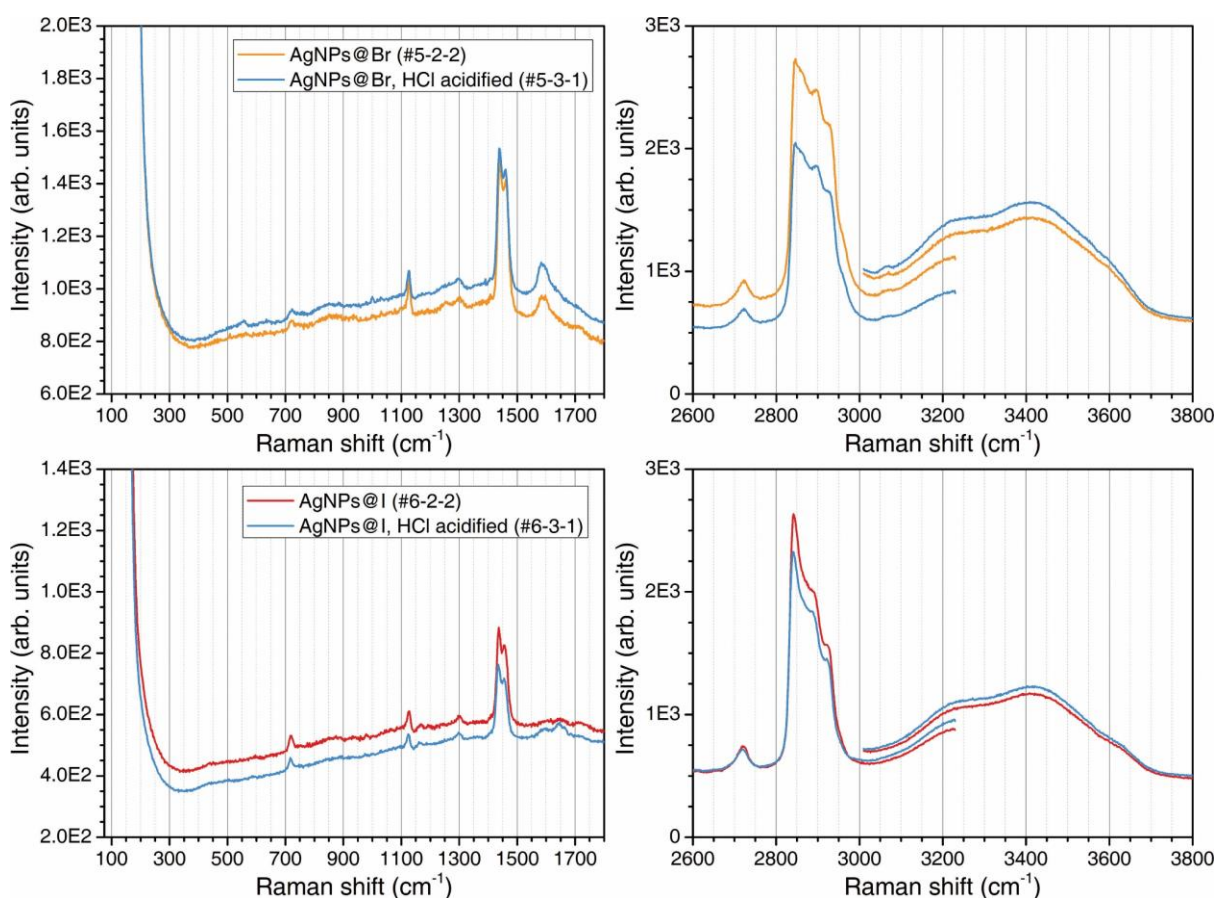 2.0E3
1.8E3
1.6E3
1.4E3
1.2E3
1.0E3
8.0E2
6.0E2
Intensity (arb. units)
AgNPs@Br (#5-2-2)
AgNPs@Br, HCl acidified (#5-3-1)
100 300 500 700 900 1100 1300 1500 1700
Raman shift (cm⁻¹)
3E3
2E3
1E3
0
Intensity (arb. units)
2600 2800 3000 3200 3400 3600 3800
Raman shift (cm⁻¹)
1.4E3
1.2E3
1.0E3
8.0E2
6.0E2
4.0E2
2.0E2
Intensity (arb. units)
AgNPs@I (#6-2-2)
AgNPs@I, HCl acidified (#6-3-1)
100 300 500 700 900 1100 1300 1500 1700
Raman shift (cm⁻¹)
3E3
2E3
1E3
0
Intensity (arb. units)
2600 2800 3000 3200 3400 3600 3800
Raman shift (cm⁻¹)